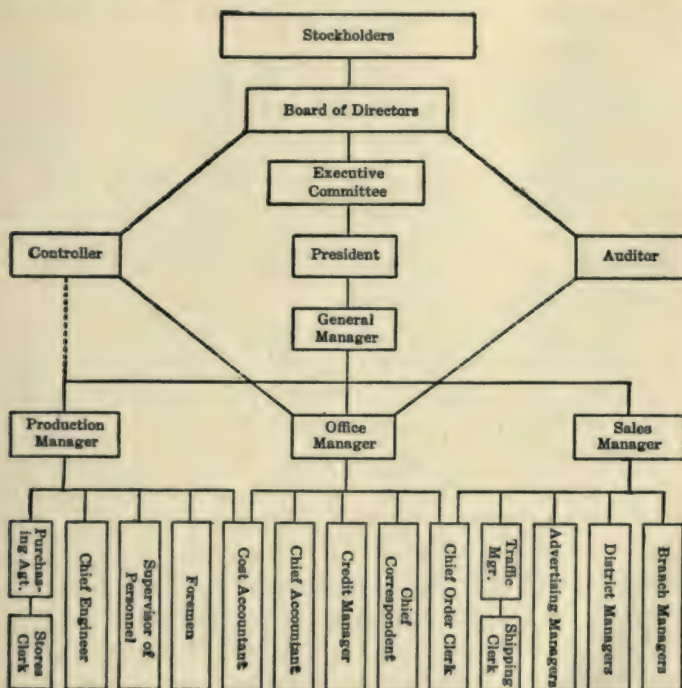 Stockholders
Board of Directors
Executive
Committee
Controller
President
Auditor
General
Manager
Production
Manager
Office
Manager
Sales
Manager
Purchas-
ing Agt.
Stores
Clerk
Chief Engineer
Supervisor of
Personnel
Foremen
Cost Accountant
Chief Accountant
Credit Manager
Chief
Correspondent
Chief Order Clerk
Traffic
Mgr.
Shipping
Clerk
Advertising Managers
District Managers
Branch Managers